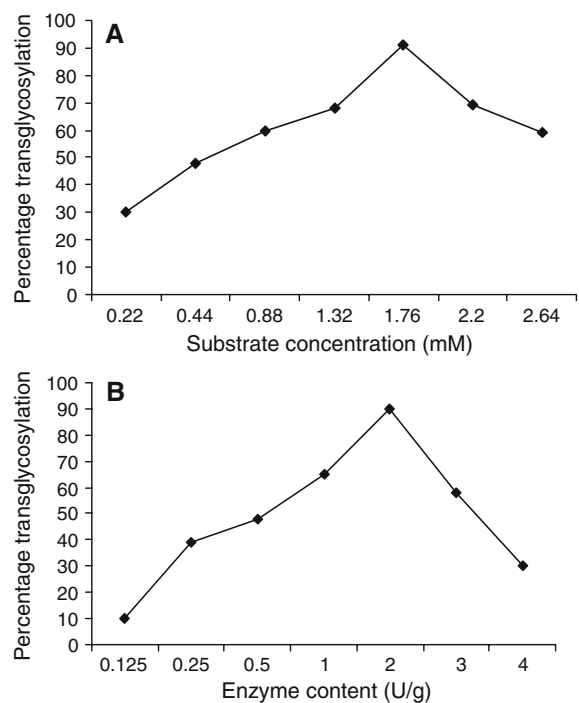 A
Percentage transglycosylation
100
90
80
70
60
50
40
30
20
10
0
0.22 0.44 0.88 1.32 1.76 2.2 2.64
Substrate concentration (mM)
B
Percentage transglycosylation
100
90
80
70
60
50
40
30
20
10
0
0.125 0.25 0.5 1 2 3 4
Enzyme content (U/g)